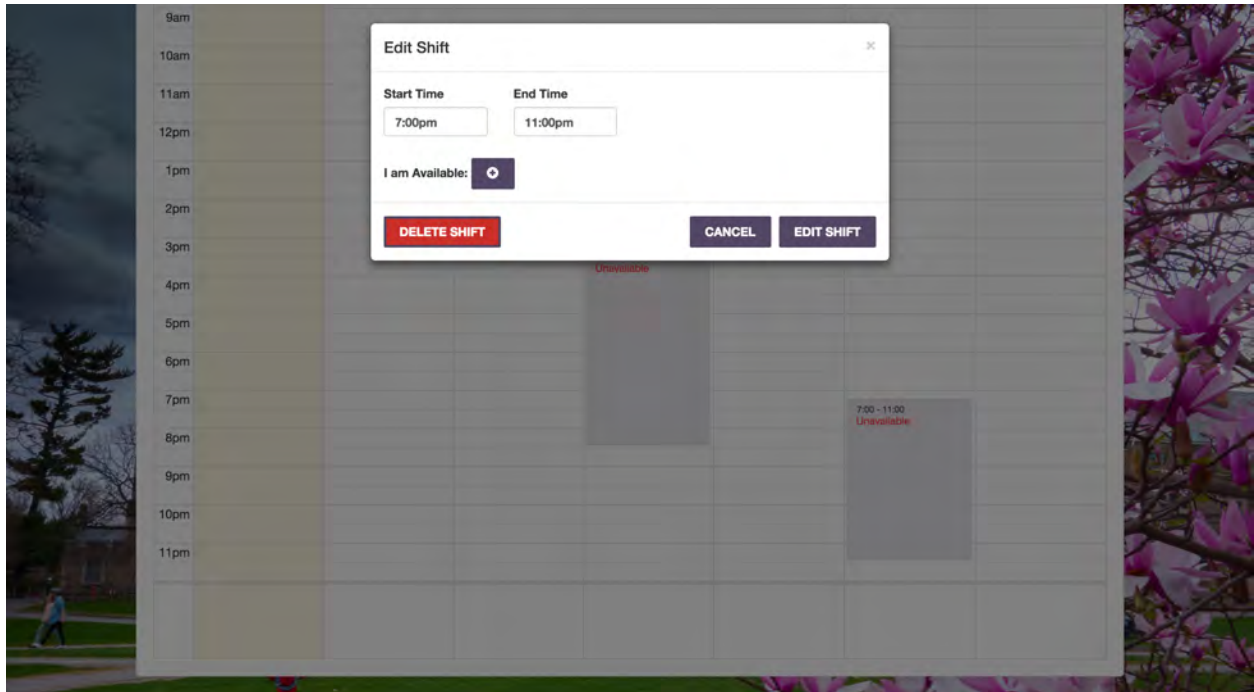 Edit Shift ×
Start Time End Time
7:00pm 11:00pm
I am Available:
DELETE SHIFT CANCEL EDIT SHIFT
9am
10am
11am
12pm
1pm
2pm
3pm
Unavailable
4pm
5pm
6pm
7pm
7:00 - 11:00
Unavailable
8pm
9pm
10pm
11pm